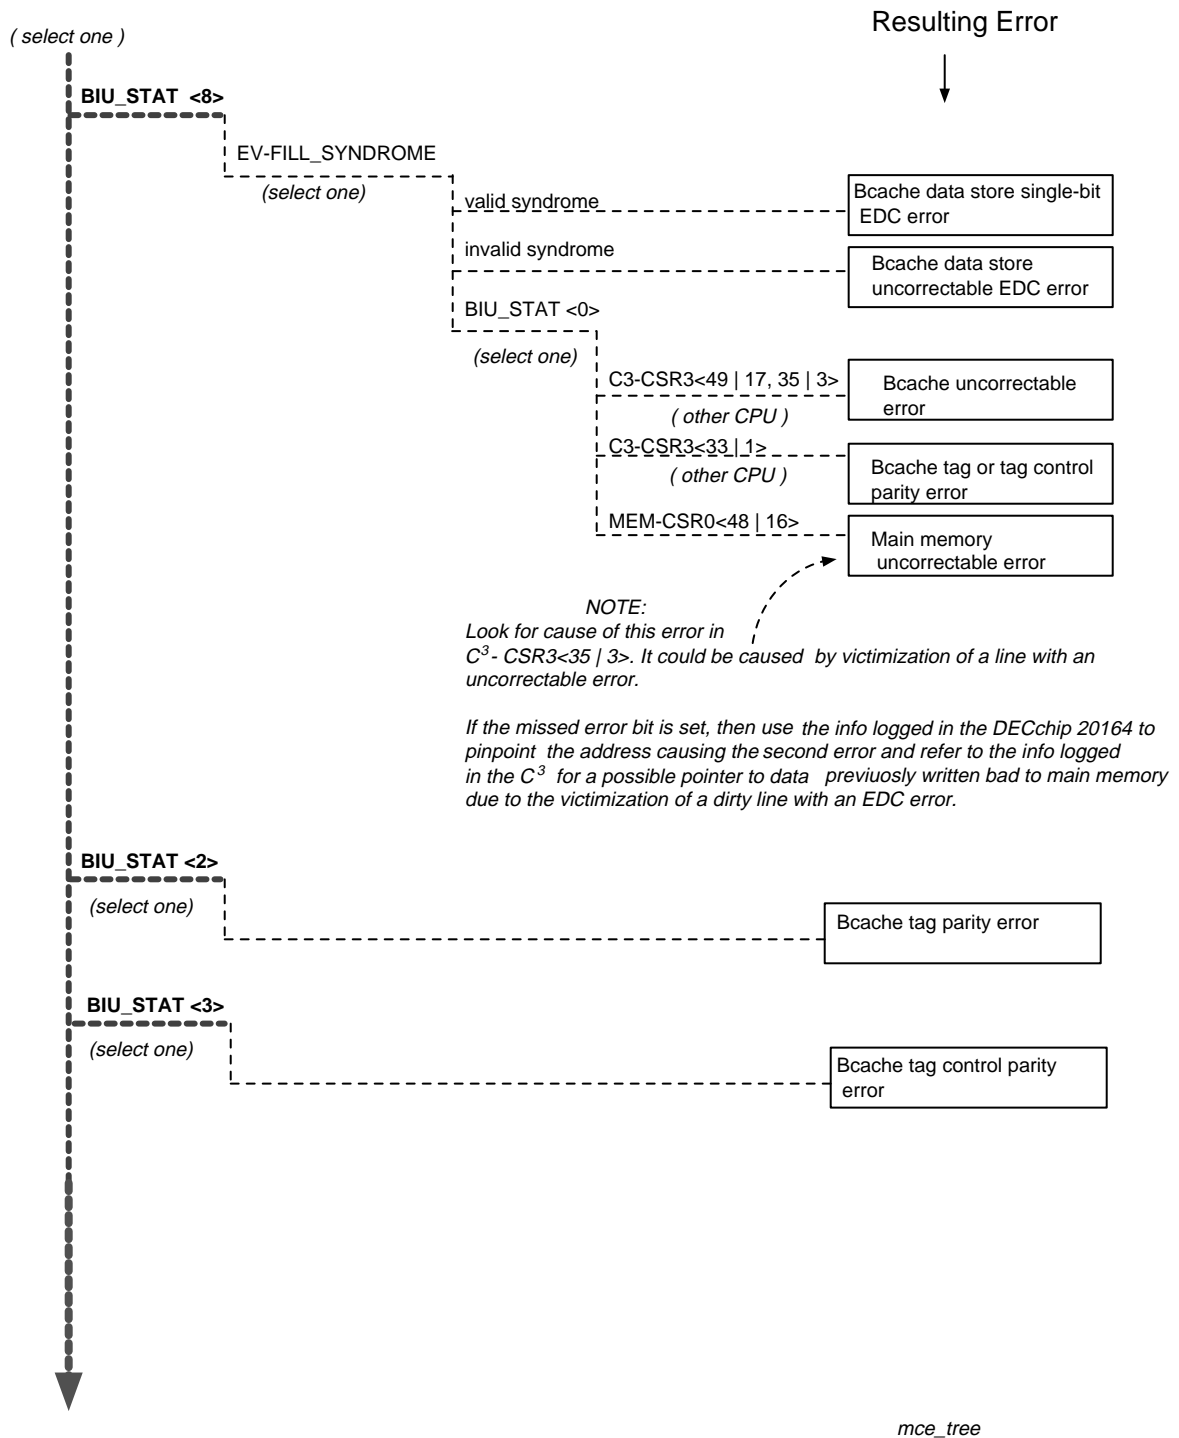 Resulting Error
( select one )
BIU_STAT <8>
EV-FILL_SYNDROME
(select one)
valid syndrome
Bcache data store single-bit
EDC error
invalid syndrome
Bcache data store
uncorrectable EDC error
BIU_STAT <0>
(select one)
C3-CSR3<49 | 17, 35 | 3>
( other CPU )
Bcache uncorrectable
error
C3-CSR3<33 | 1>
( other CPU )
Bcache tag or tag control
parity error
MEM-CSR0<48 | 16>
Main memory
uncorrectable error
NOTE:
Look for cause of this error in
C³- CSR3<35 | 3>. It could be caused by victimization of a line with an
uncorrectable error.
If the missed error bit is set, then use the info logged in the DECchip 20164 to
pinpoint the address causing the second error and refer to the info logged
in the C³ for a possible pointer to data previuosly written bad to main memory
due to the victimization of a dirty line with an EDC error.
BIU_STAT <2>
(select one)
Bcache tag parity error
BIU_STAT <3>
(select one)
Bcache tag control parity
error
mce_tree